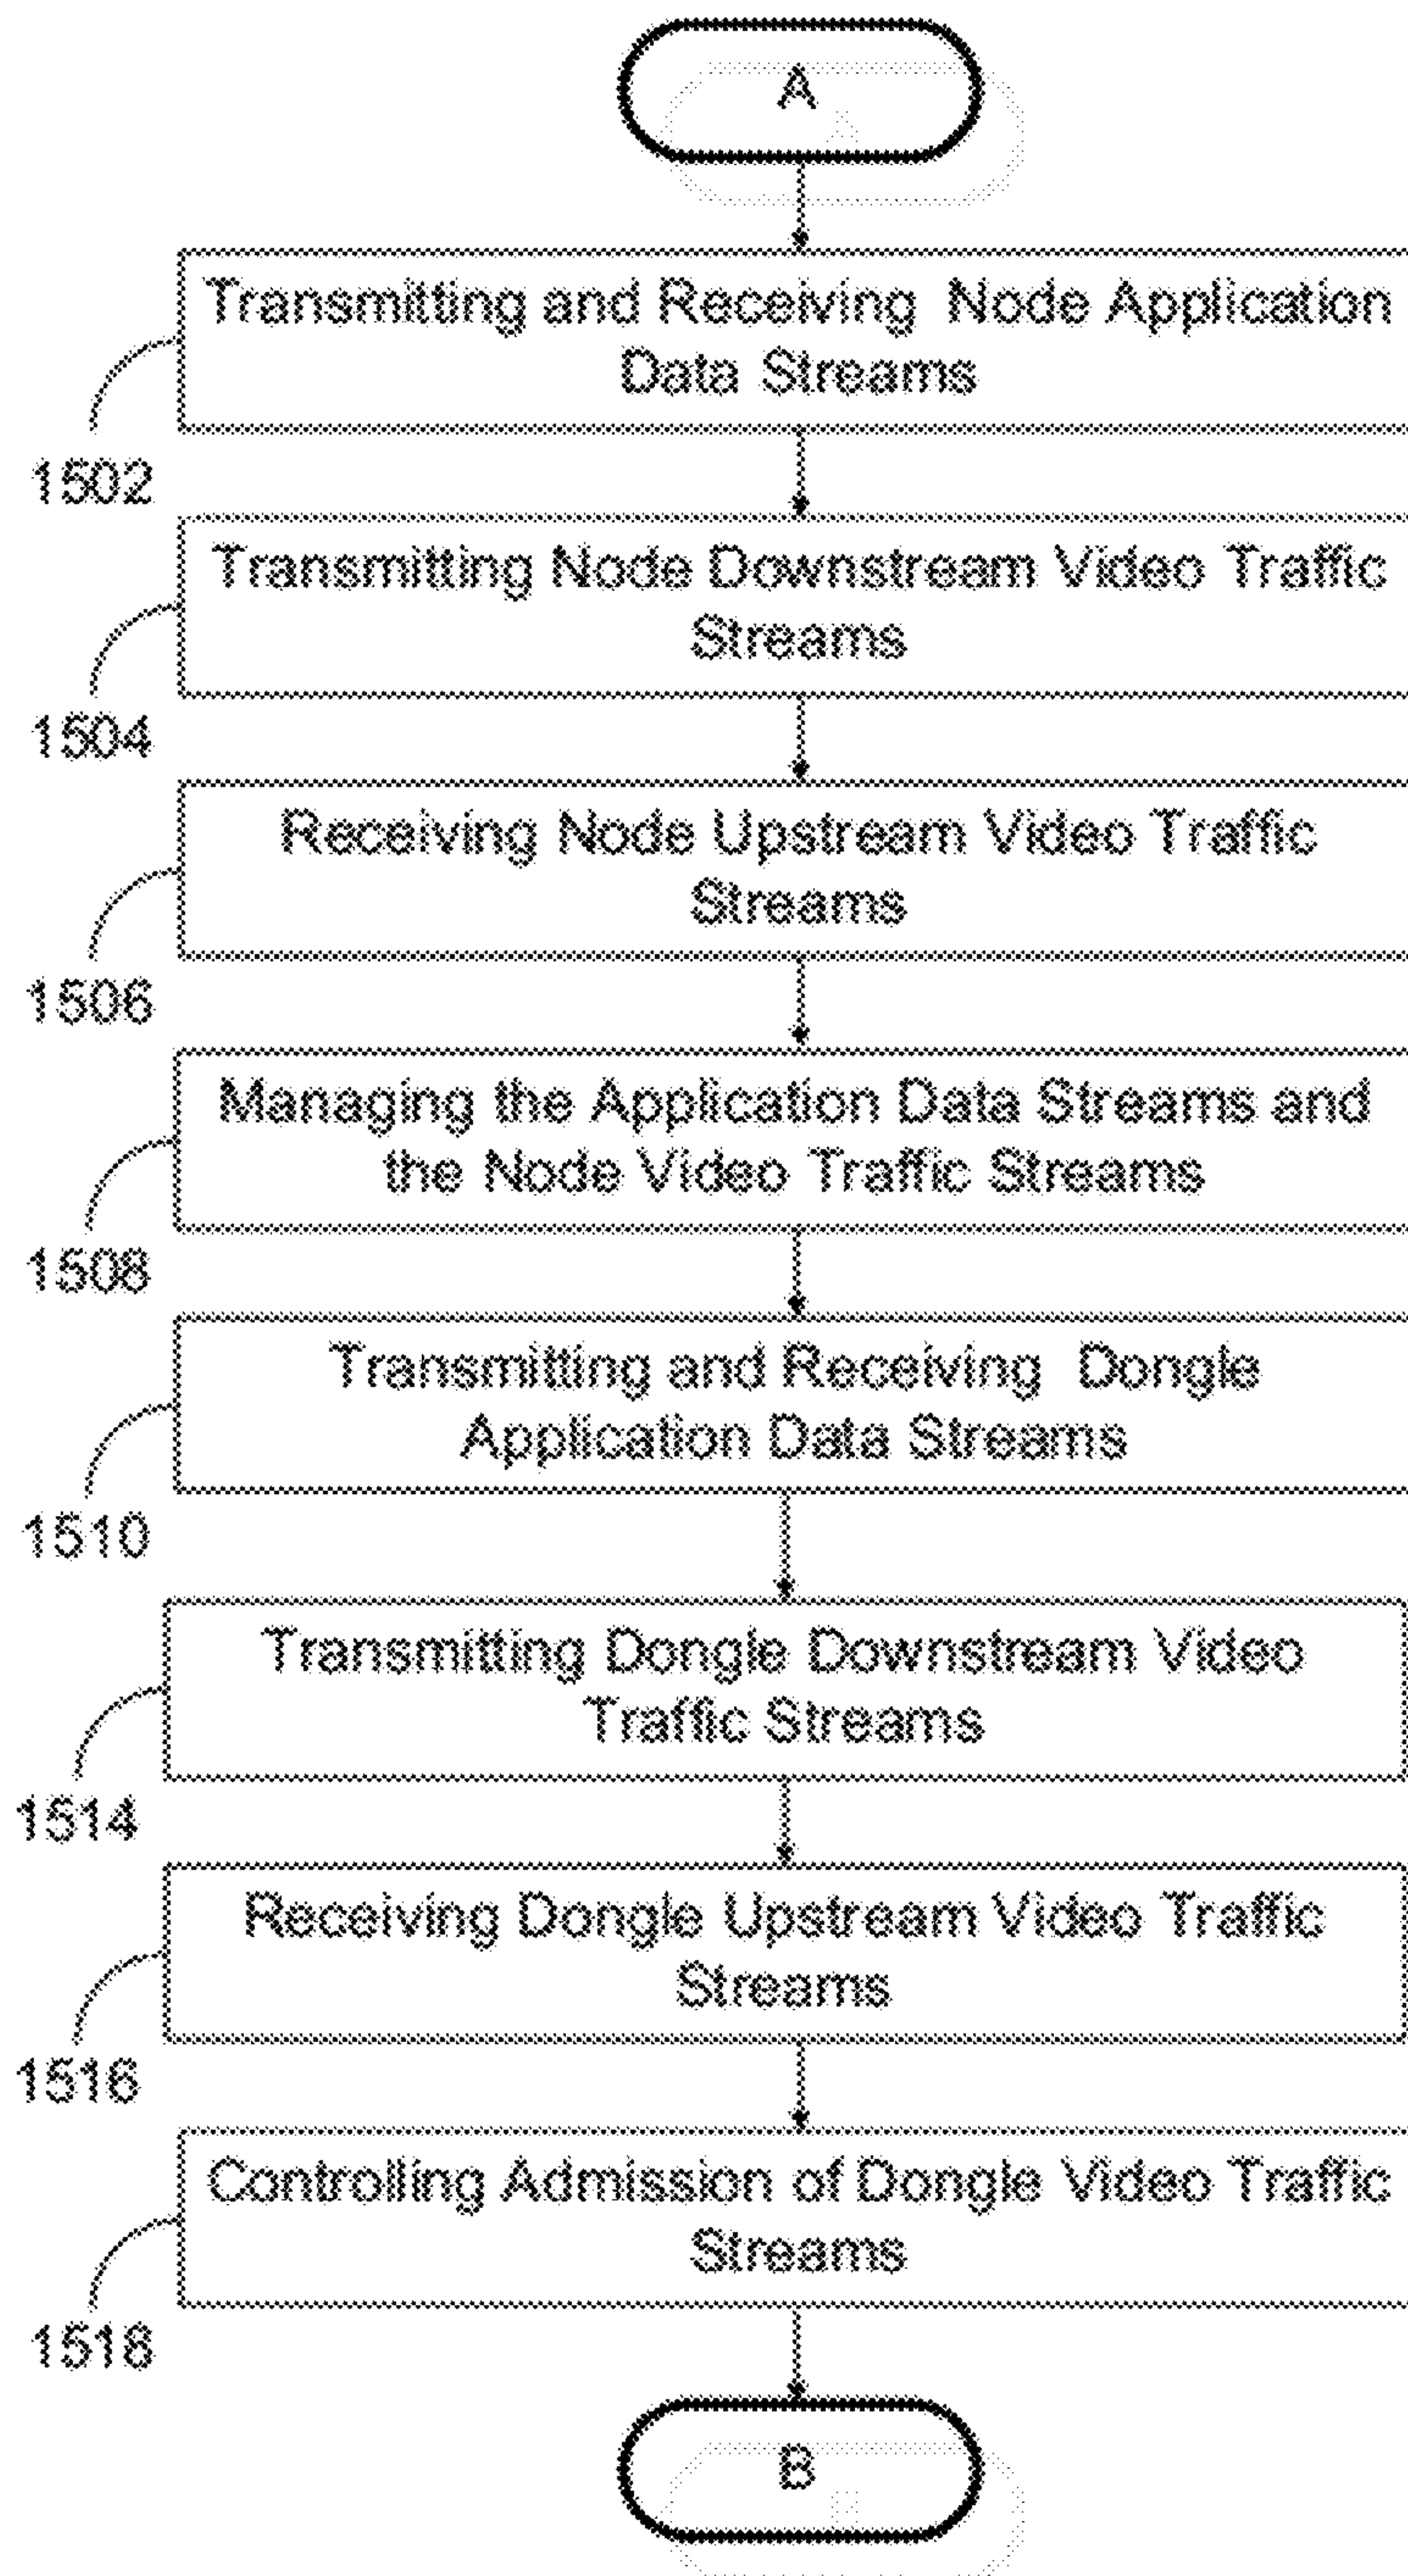 A
Transmitting and Receiving Node Application
Data Streams
1502
Transmitting Node Downstream Video Traffic
Streams
1504
Receiving Node Upstream Video Traffic
Streams
1506
Managing the Application Data Streams and
the Node Video Traffic Streams
1508
Transmitting and Receiving Dongle
Application Data Streams
1510
Transmitting Dongle Downstream Video
Traffic Streams
1514
Receiving Dongle Upstream Video Traffic
Streams
1516
Controlling Admission of Dongle Video Traffic
Streams
1518
B